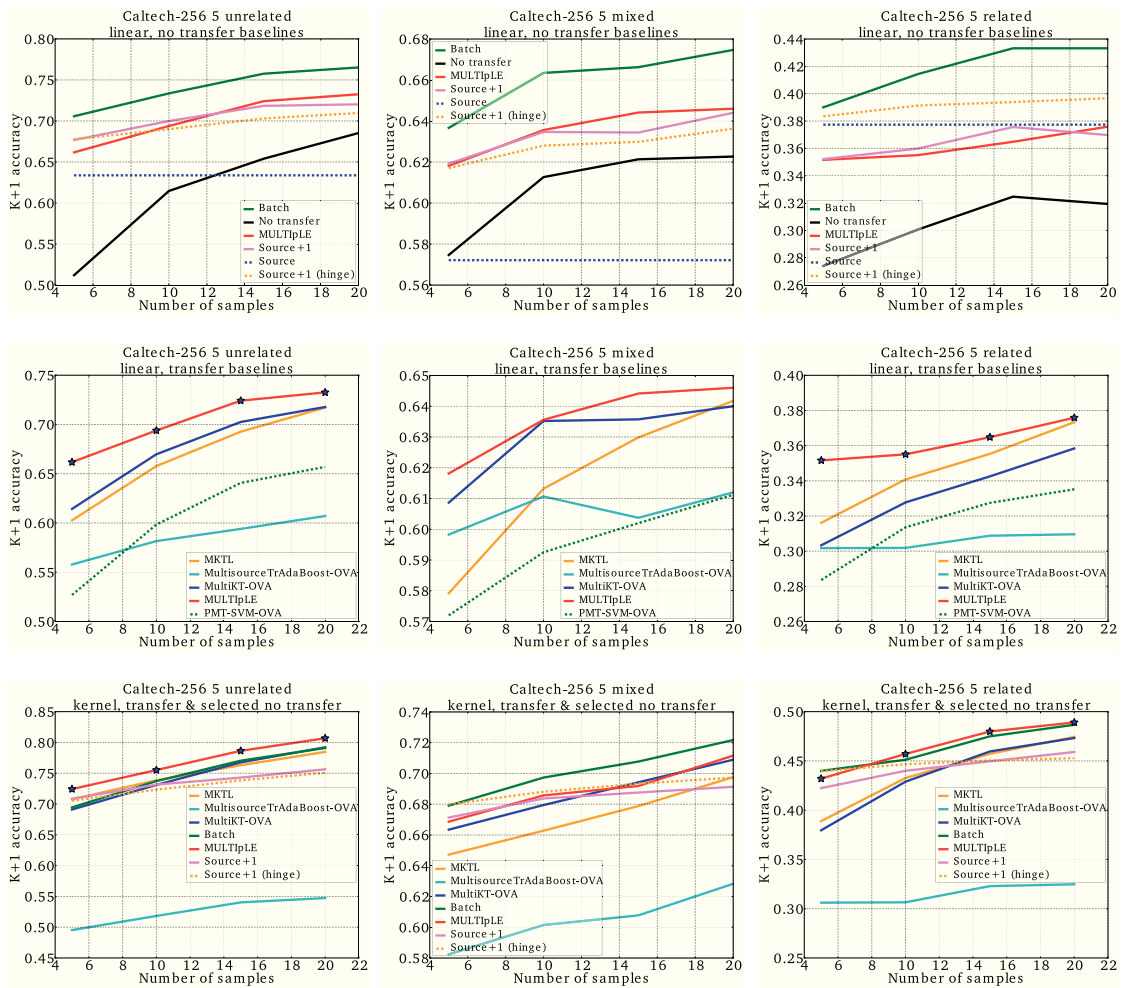 Caltech-256 5 unrelated
linear, no transfer baselines
K+1 accuracy
0.80
0.75
0.70
0.65
0.60
0.55
0.50
Batch
No transfer
MULTIpLE
Source+1
Source
Source+1 (hinge)
4 6 8 10 12 14 16 18 20
Number of samples
Caltech-256 5 mixed
linear, no transfer baselines
K+1 accuracy
0.68
0.66
0.64
0.62
0.60
0.58
0.56
Batch
No transfer
MULTIpLE
Source+1
Source
Source+1 (hinge)
4 6 8 10 12 14 16 18 20
Number of samples
Caltech-256 5 related
linear, no transfer baselines
K+1 accuracy
0.44
0.42
0.40
0.38
0.36
0.34
0.32
0.30
0.28
0.26
Batch
No transfer
MULTIpLE
Source+1
Source
Source+1 (hinge)
4 6 8 10 12 14 16 18 20
Number of samples
Caltech-256 5 unrelated
linear, transfer baselines
K+1 accuracy
0.75
0.70
0.65
0.60
0.55
0.50
MKTL
MultisourceTrAdaBoost-OVA
MultiKT-OVA
MULTIpLE
PMT-SVM-OVA
4 6 8 10 12 14 16 18 20 22
Number of samples
Caltech-256 5 mixed
linear, transfer baselines
K+1 accuracy
0.65
0.64
0.63
0.62
0.61
0.60
0.59
0.58
0.57
MKTL
MultisourceTrAdaBoost-OVA
MultiKT-OVA
MULTIpLE
PMT-SVM-OVA
4 6 8 10 12 14 16 18 20
Number of samples
Caltech-256 5 related
linear, transfer baselines
K+1 accuracy
0.40
0.38
0.36
0.34
0.32
0.30
0.28
0.26
MKTL
MultisourceTrAdaBoost-OVA
MultiKT-OVA
MULTIpLE
PMT-SVM-OVA
4 6 8 10 12 14 16 18 20 22
Number of samples
Caltech-256 5 unrelated
kernel, transfer & selected no transfer
K+1 accuracy
0.85
0.80
0.75
0.70
0.65
0.60
0.55
0.50
0.45
MKTL
MultisourceTrAdaBoost-OVA
MultiKT-OVA
Batch
MULTIpLE
Source+1
Source+1 (hinge)
4 6 8 10 12 14 16 18 20 22
Number of samples
Caltech-256 5 mixed
kernel, transfer & selected no transfer
K+1 accuracy
0.74
0.72
0.70
0.68
0.66
0.64
0.62
0.60
0.58
MKTL
MultisourceTrAdaBoost-OVA
MultiKT-OVA
Batch
MULTIpLE
Source+1
Source+1 (hinge)
4 6 8 10 12 14 16 18 20
Number of samples
Caltech-256 5 related
kernel, transfer & selected no transfer
K+1 accuracy
0.50
0.45
0.40
0.35
0.30
0.25
MKTL
MultisourceTrAdaBoost-OVA
MultiKT-OVA
Batch
MULTIpLE
Source+1
Source+1 (hinge)
4 6 8 10 12 14 16 18 20 22
Number of samples